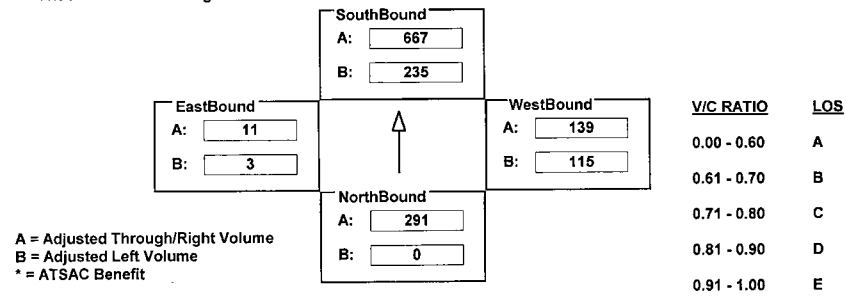 SouthBound
A: 667
B: 235
EastBound
A: 11
B: 3
WestBound
A: 139
B: 115
NorthBound
A: 291
B: 0
A = Adjusted Through/Right Volume
B = Adjusted Left Volume
* = ATSAC Benefit
V/C RATIO LOS
0.00 - 0.60 A
0.61 - 0.70 B
0.71 - 0.80 C
0.81 - 0.90 D
0.91 - 1.00 E